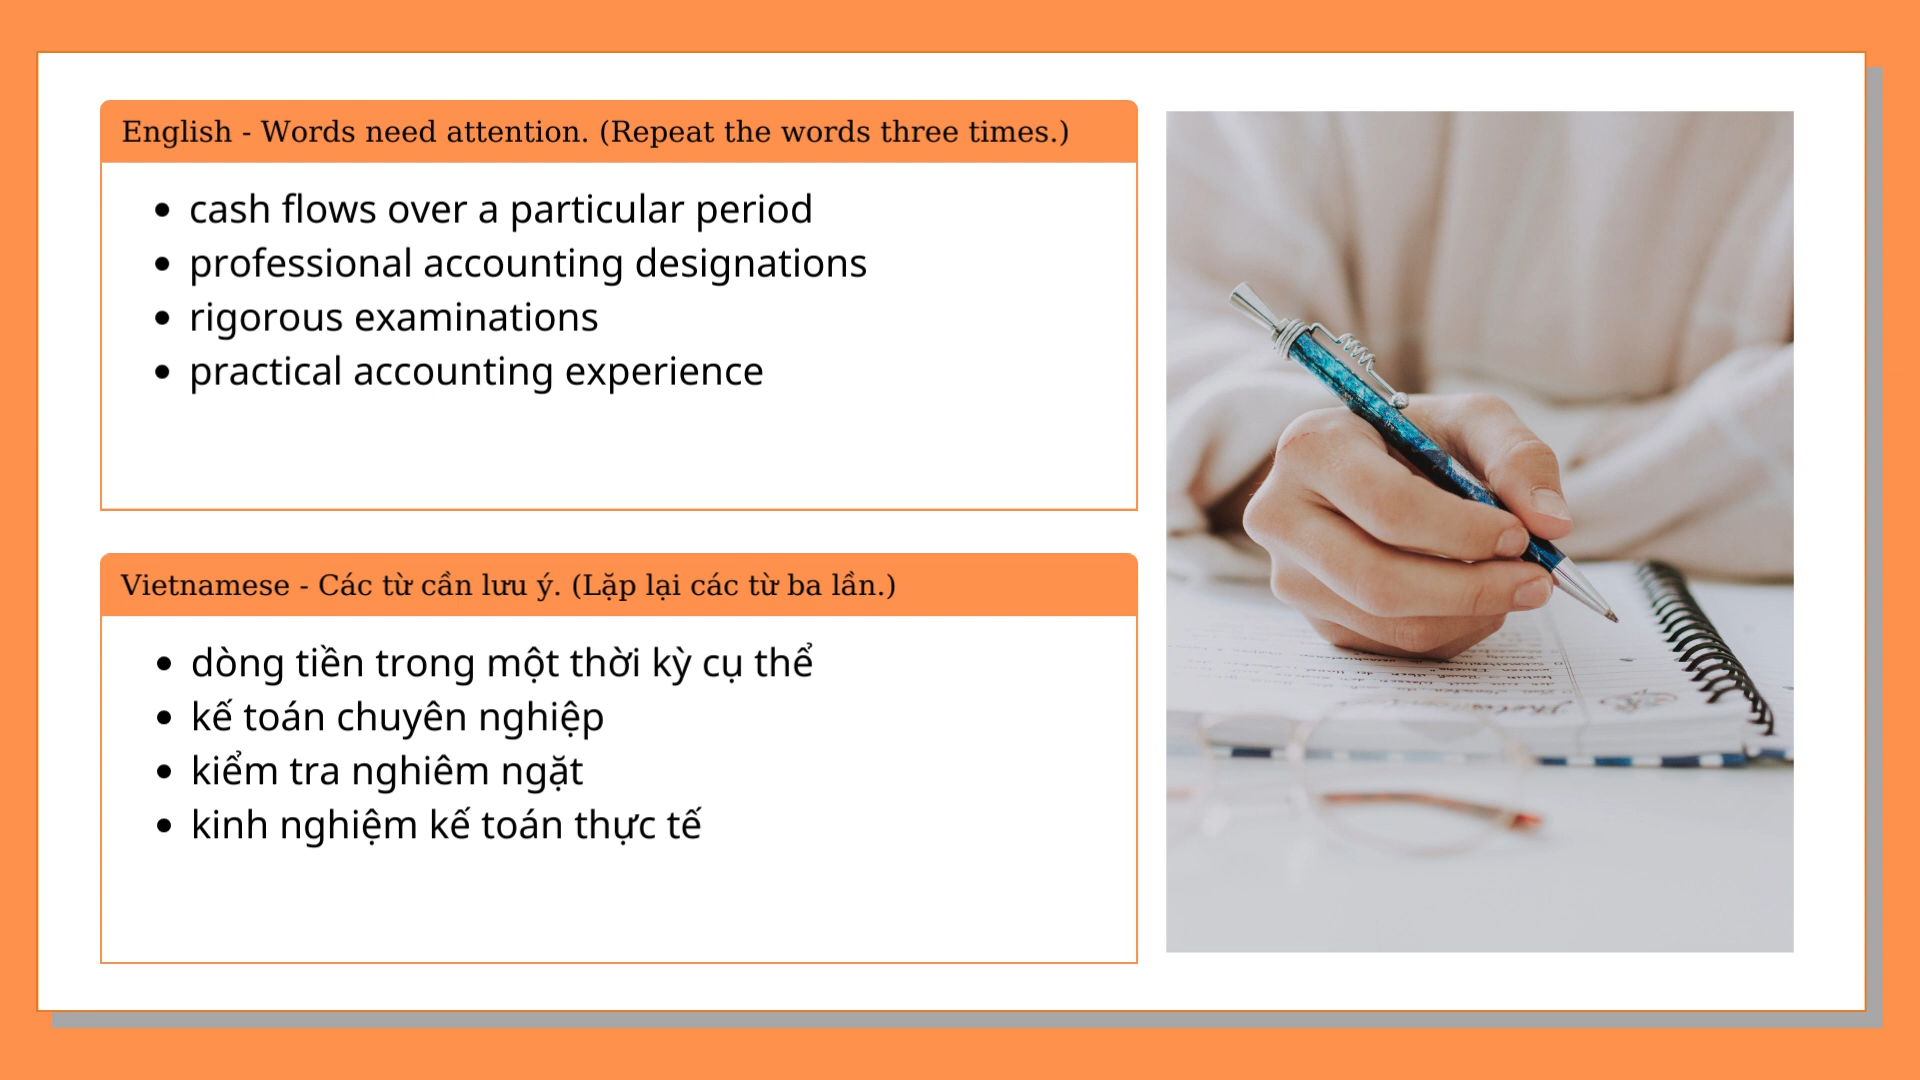 English - Words need attention. (Repeat the words three times.)
cash flows over a particular period
professional accounting designations
rigorous examinations
practical accounting experience
Vietnamese - Các từ cần lưu ý. (Lặp lại các từ ba lần.)
dòng tiền trong một thời kỳ cụ thể
kế toán chuyên nghiệp
kiểm tra nghiêm ngặt
kinh nghiệm kế toán thực tế